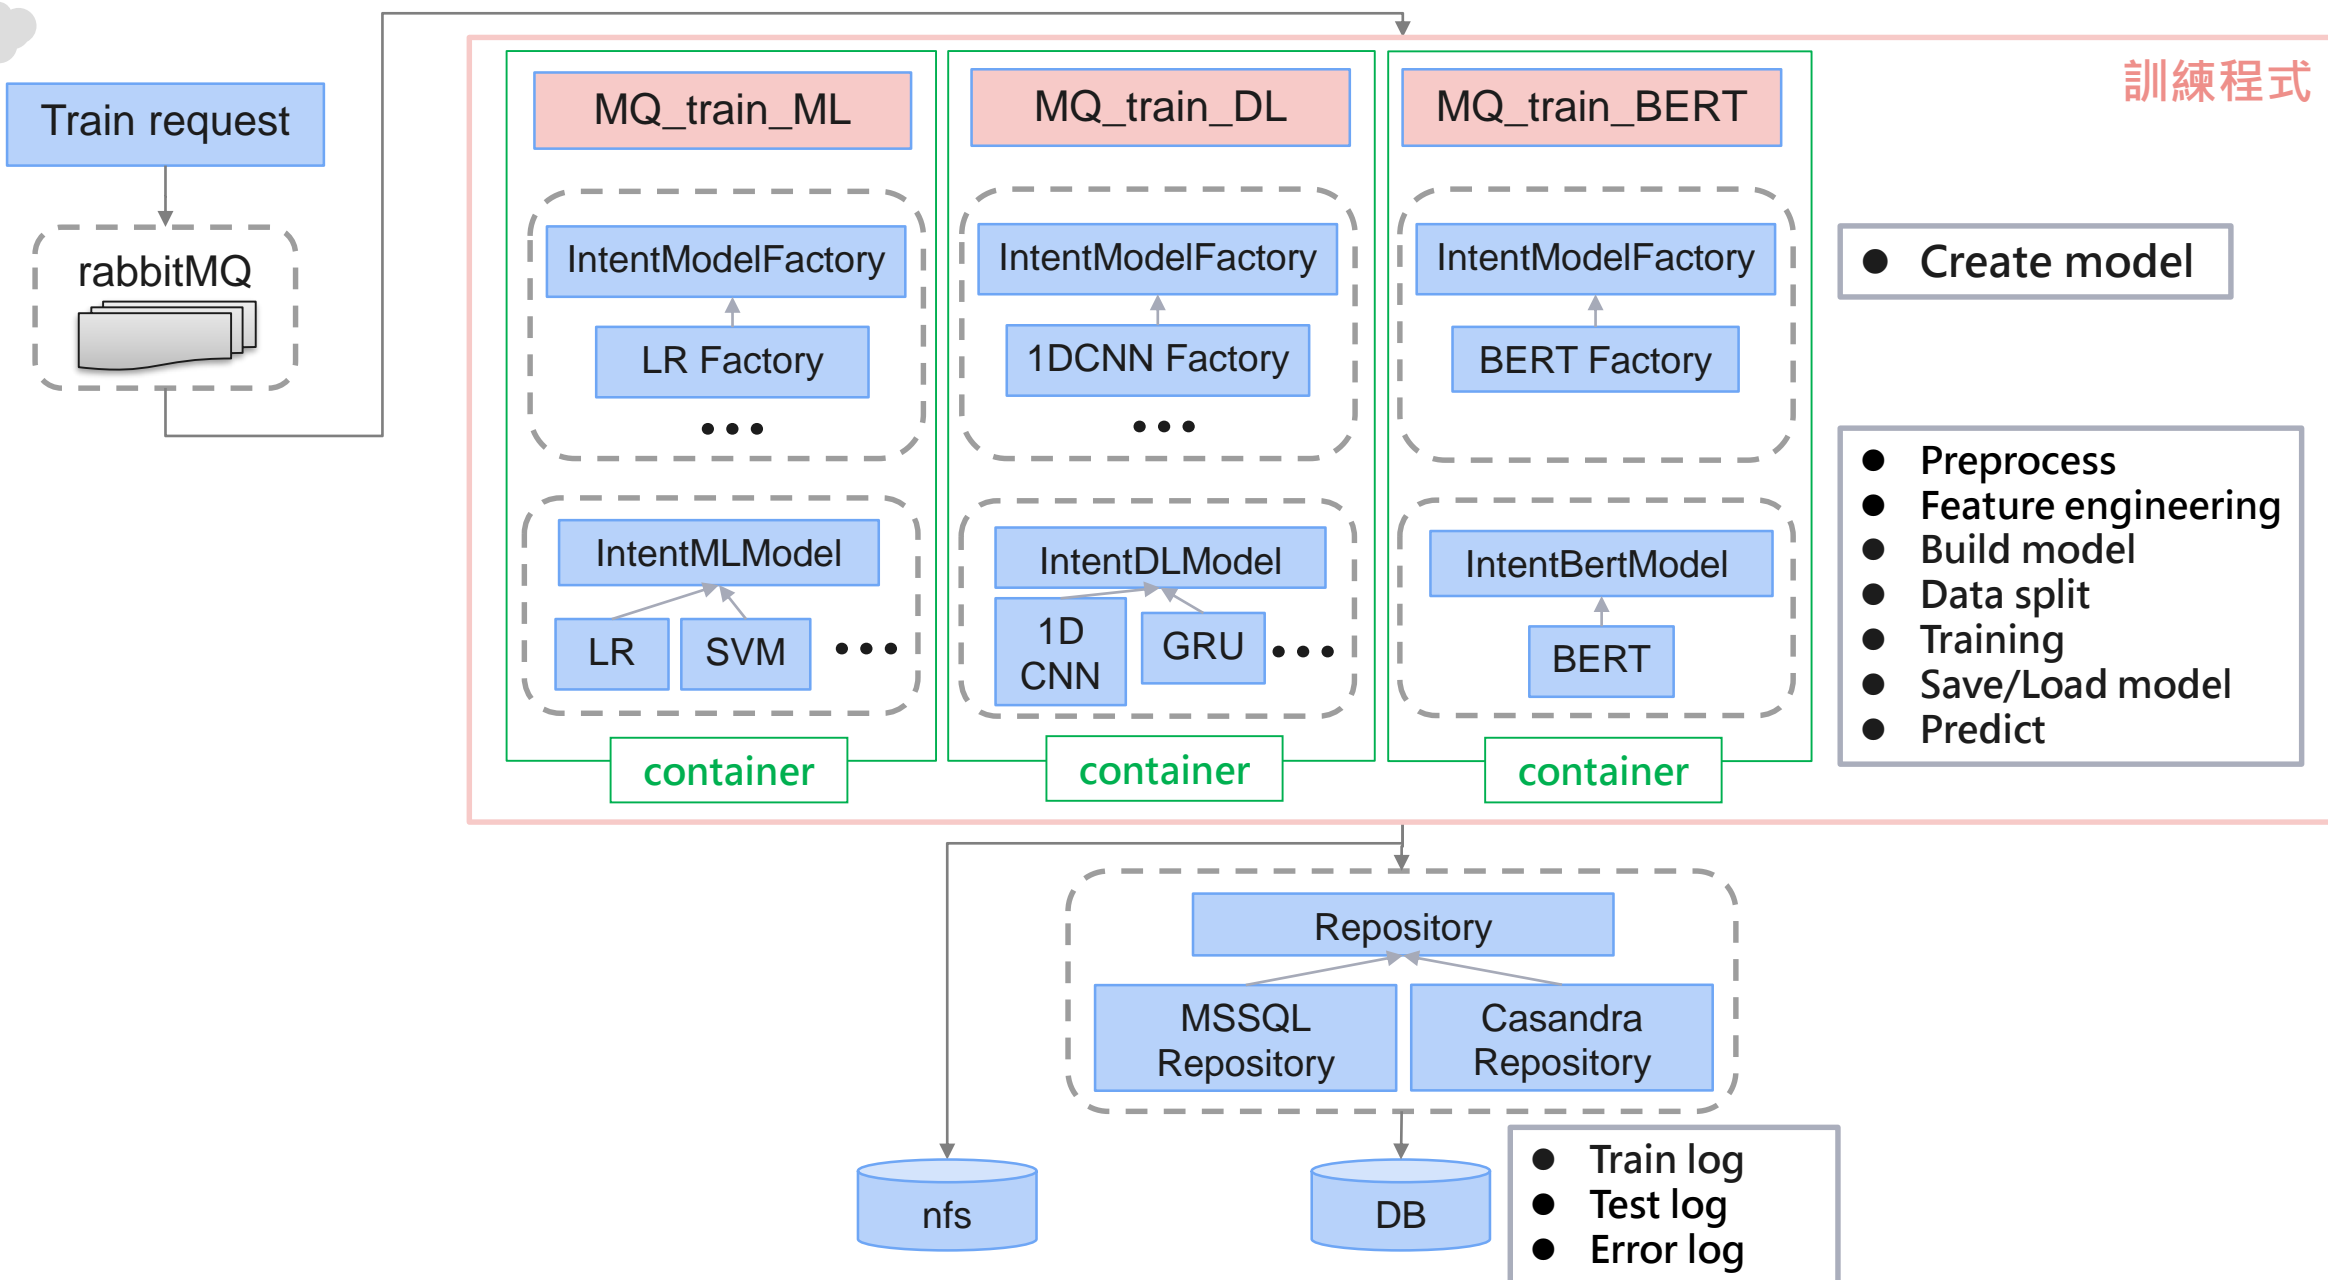 Train request
rabbitMQ
訓練程式
MQ_train_ML
IntentModelFactory
LR Factory
•••
IntentMLModel
LR
SVM
•••
container
MQ_train_DL
IntentModelFactory
1DCNN Factory
•••
IntentDLModel
1D
CNN
GRU
•••
container
MQ_train_BERT
IntentModelFactory
BERT Factory
IntentBertModel
BERT
container
● Create model
● Preprocess
● Feature engineering
● Build model
● Data split
● Training
● Save/Load model
● Predict
Repository
MSSQL
Repository
Casandra
Repository
nfs
DB
● Train log
● Test log
● Error log